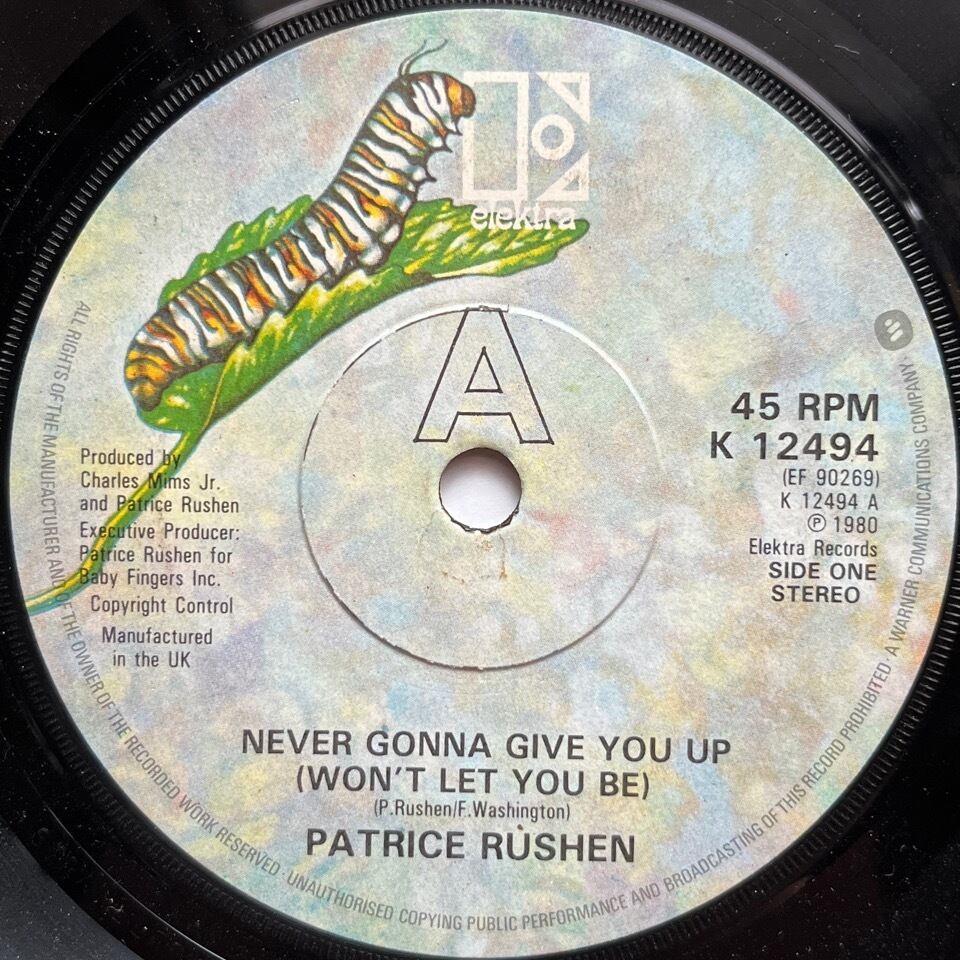 elektra
A
45 RPM
K 12494
(EF 90269)
K 12494 A
℗ 1980
Elektra Records
SIDE ONE
STEREO
Produced by
Charles Mims Jr.
and Patrice Rushen
Executive Producer:
Patrice Rushen for
Baby Fingers Inc.
Copyright Control
Manufactured
in the UK
NEVER GONNA GIVE YOU UP
(WON'T LET YOU BE)
(P.Rushen/F.Washington)
PATRICE RUSHEN
ALL RIGHTS OF THE MANUFACTURER AND OF THE OWNER OF THE RECORDED WORK RESERVED · UNAUTHORISED COPYING PUBLIC PERFORMANCE AND BROADCASTING OF THIS RECORD PROHIBITED · A WARNER COMMUNICATIONS COMPANY.